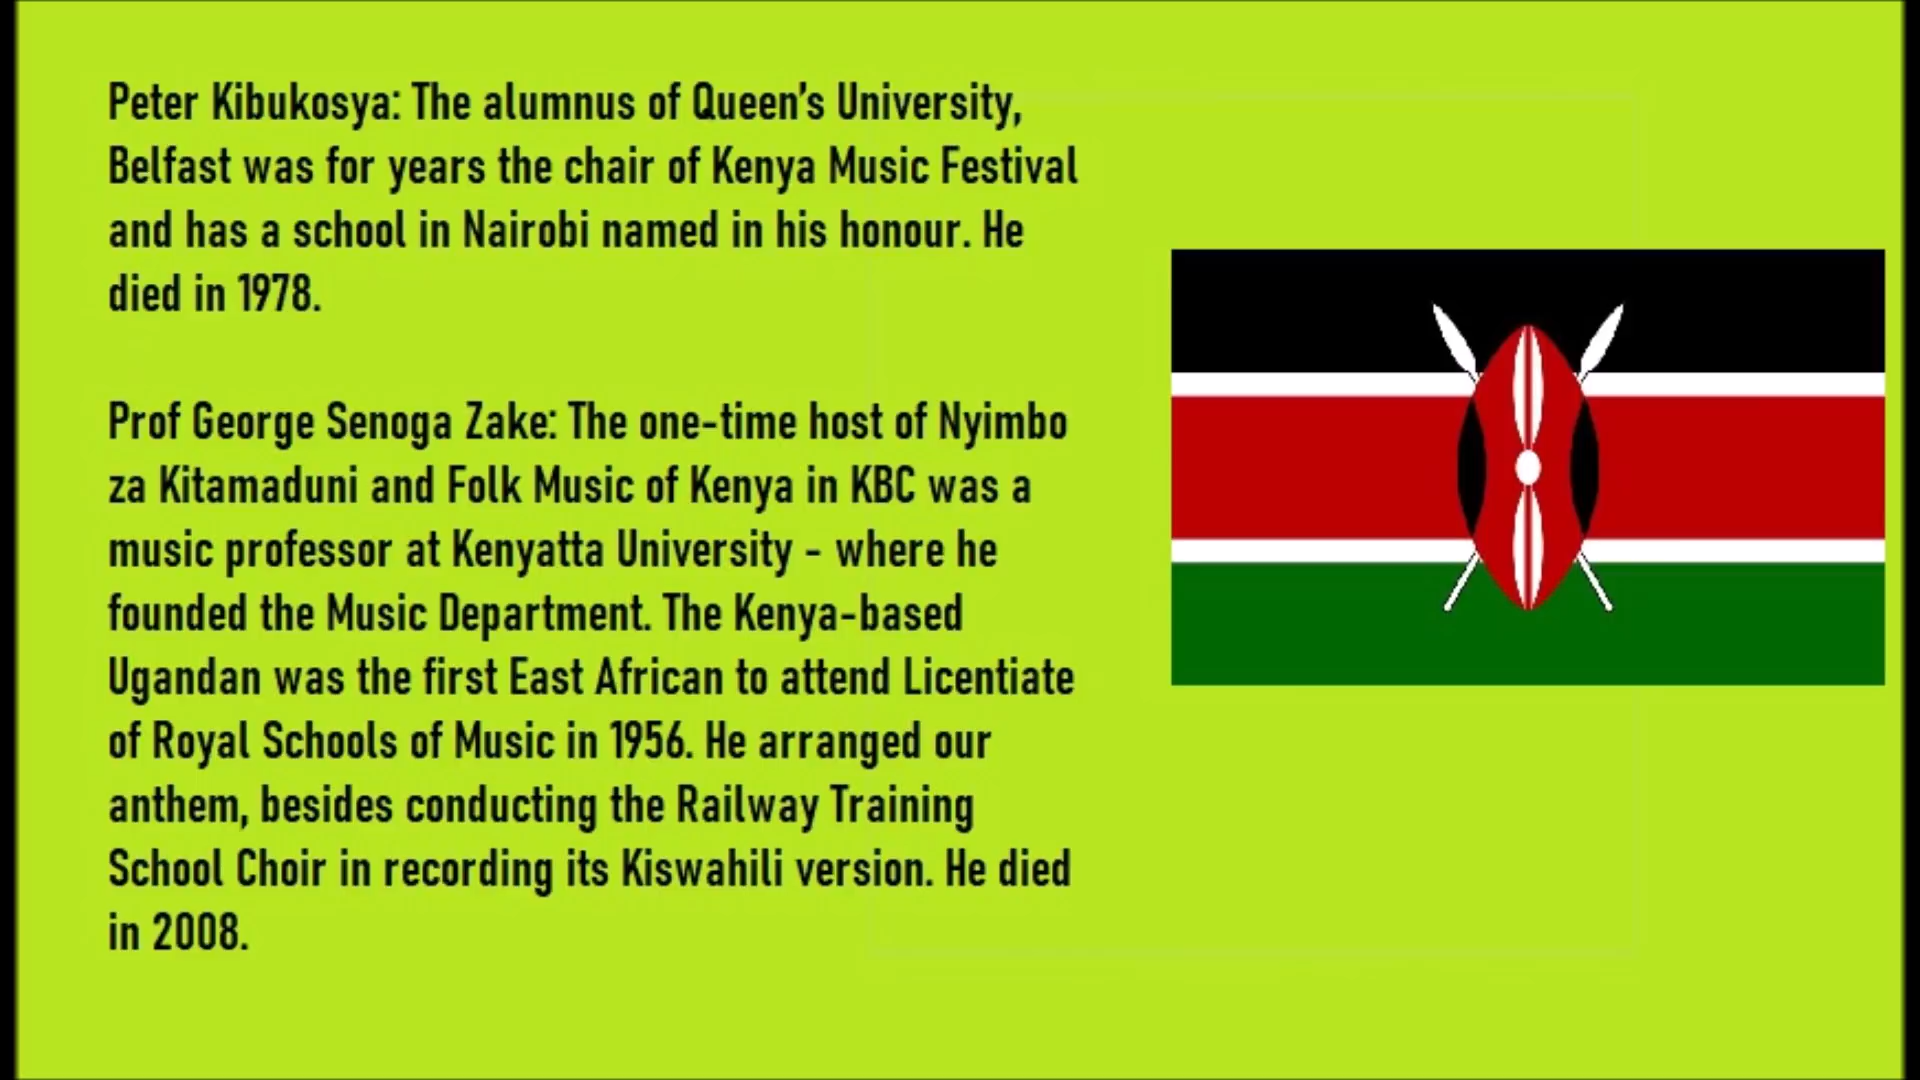 Peter Kibukosya: The alumnus of Queen’s University,
Belfast was for years the chair of Kenya Music Festival
and has a school in Nairobi named in his honour. He
died in 1978.
Prof George Senoga Zake: The one-time host of Nyimbo
za Kitamaduni and Folk Music of Kenya in KBC was a
music professor at Kenyatta University - where he
founded the Music Department. The Kenya-based
Ugandan was the first East African to attend Licentiate
of Royal Schools of Music in 1956. He arranged our
anthem, besides conducting the Railway Training
School Choir in recording its Kiswahili version. He died
in 2008.